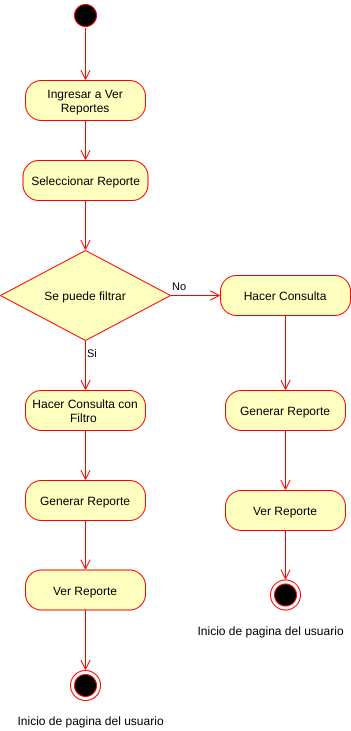 Ingresar a Ver
Reportes
Seleccionar Reporte
Se puede filtrar
No
Hacer Consulta
Si
Hacer Consulta con
Filtro
Generar Reporte
Generar Reporte
Ver Reporte
Ver Reporte
Inicio de pagina del usuario
Inicio de pagina del usuario